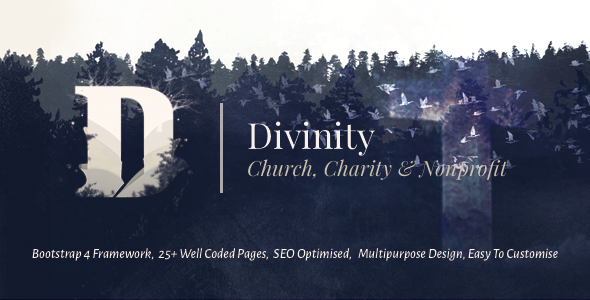 D
Divinity
Church, Charity & Nonprofit
Bootstrap 4 Framework, 25+ Well Coded Pages, SEO Optimised, Multipurpose Design, Easy To Customise